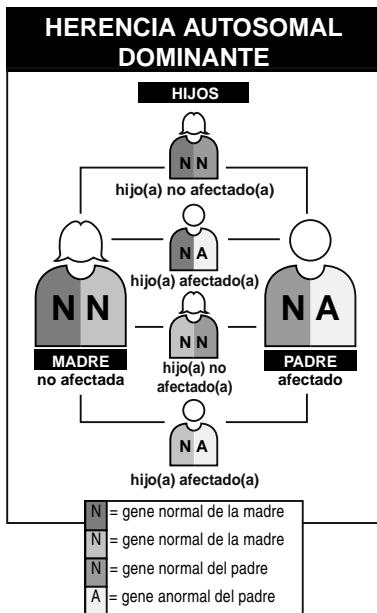 HERENCIA AUTOSOMAL
DOMINANTE
HIJOS
N N
hijo(a) no afectado(a)
N A
hijo(a) afectado(a)
N N
MADRE
no afectada
N A
PADRE
afectado
N N
hijo(a) no
afectado(a)
N A
hijo(a) afectado(a)
N = gene normal de la madre
N = gene normal de la madre
N = gene normal del padre
A = gene anormal del padre